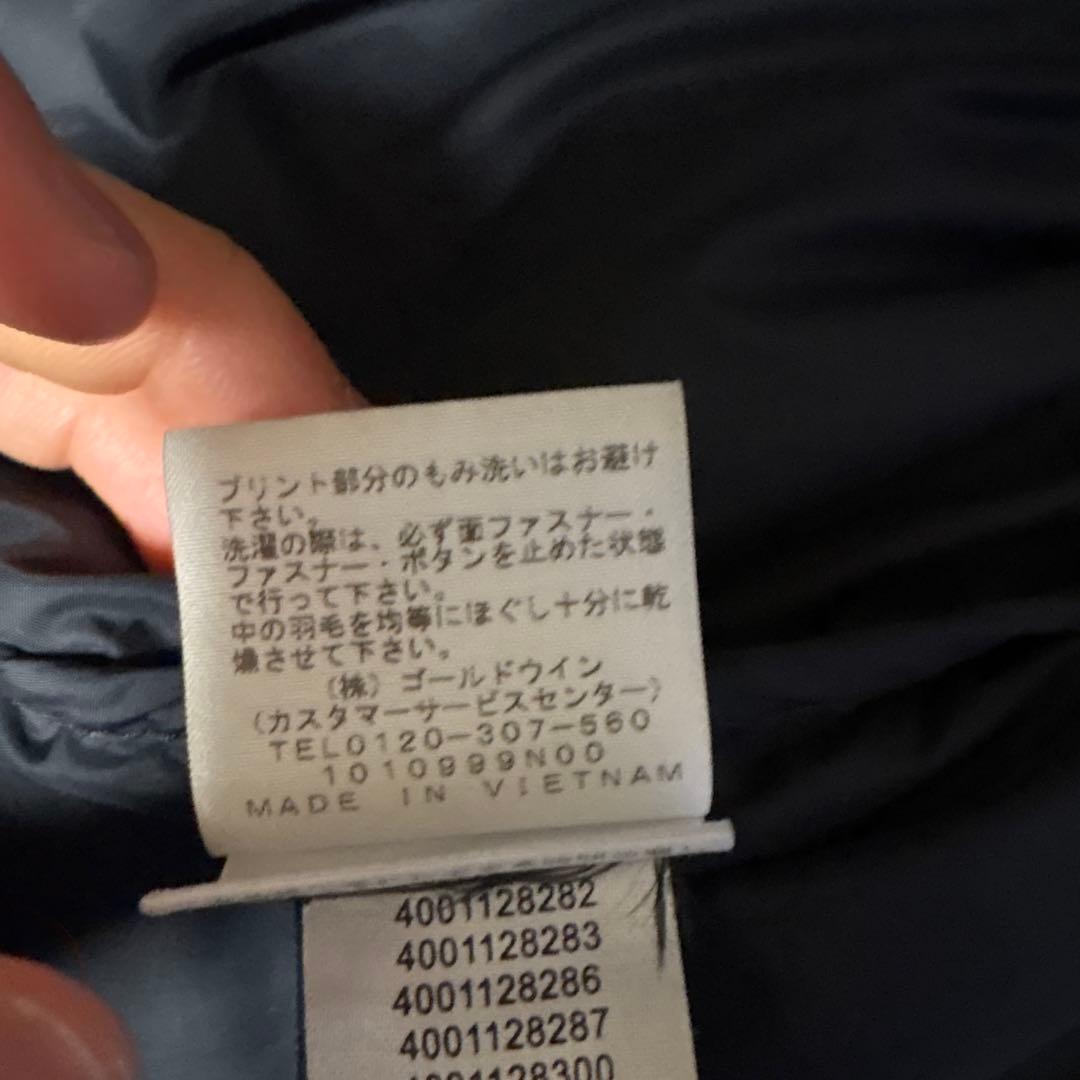 プリント部分のもみ洗いはお避け
下さい。
洗濯の際は、必ず面ファスナー・
ファスナー・ボタンを止めた状態
で行って下さい。
中の羽毛を均等にほぐし十分に乾
燥させて下さい。
(株)ゴールドウイン
(カスタマーサービスセンター)
TEL0120-307-560
1010999N00
MADE IN VIETNAM
4001128282
4001128283
4001128286
4001128287
4001128300